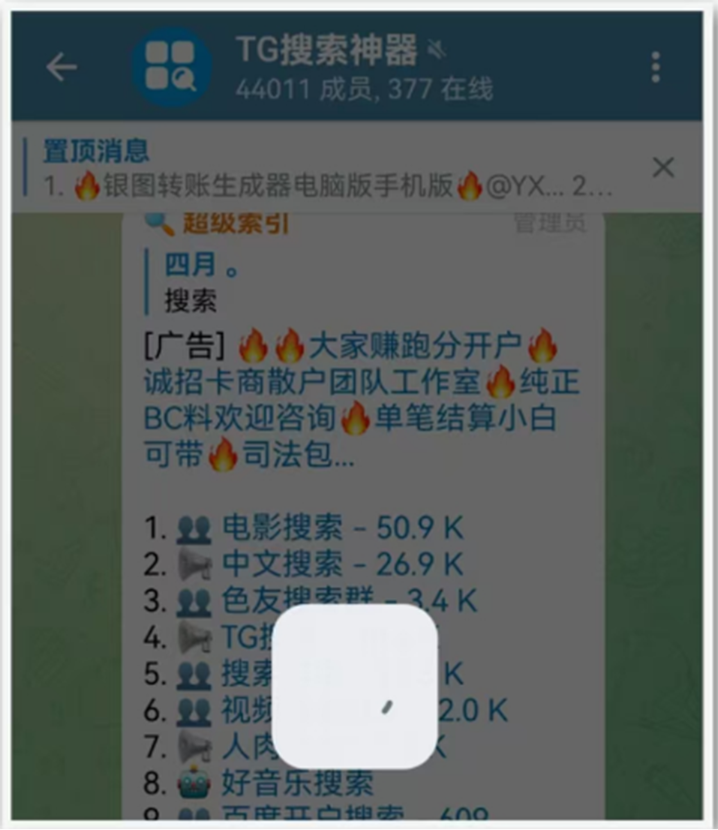 TG搜索神器
44011 成员, 377 在线
置顶消息
1. 🔥银图转账生成器电脑版手机版🔥@YX... 2...
🔍 超级索引 管理员
四月 。
搜索
[广告] 🔥🔥大家赚跑分开户🔥
诚招卡商散户团队工作室🔥纯正
BC料欢迎咨询🔥单笔结算小白
可带🔥司法包...
1. 👥 电影搜索 – 50.9 K
2. 📢 中文搜索 – 26.9 K
3. 👥 色友搜索群 – 3.4 K
4. 📢 TG搜
5. 👥 搜索 K
6. 👥 视频 2.0 K
7. 📢 人肉 K
8. 🤖 好音乐搜索
9. 👥 百度开户搜索 609